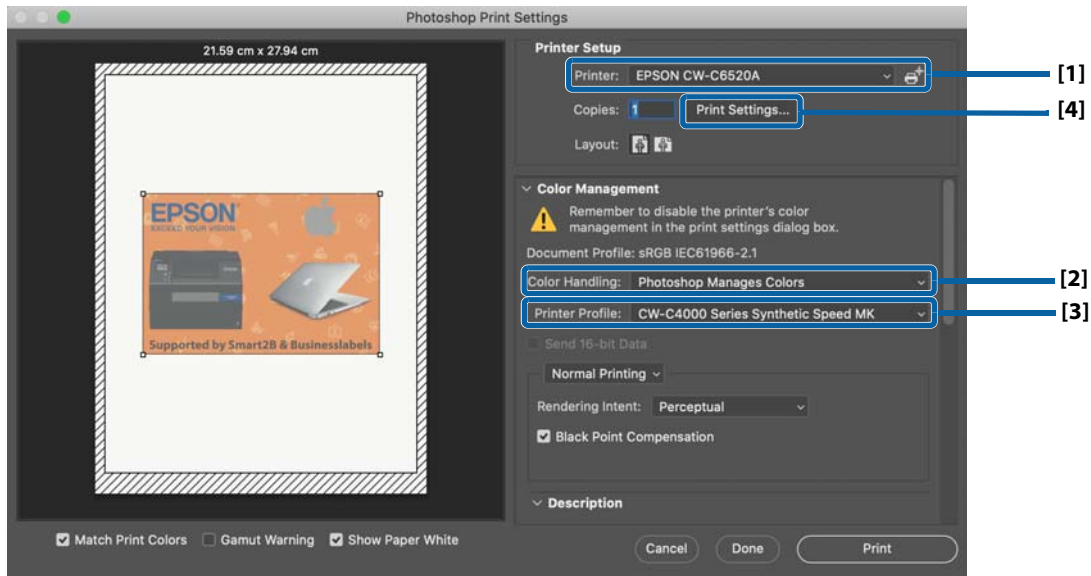 Photoshop Print Settings
21.59 cm x 27.94 cm
EPSON
EXCEED YOUR VISION
Supported by Smart2B & Businesslabels
Match Print Colors Gamut Warning Show Paper White
Printer Setup
Printer: EPSON CW-C6520A
[1]
Copies: 1 Print Settings...
[4]
Layout:
Color Management
Remember to disable the printer's color
management in the print settings dialog box.
Document Profile: sRGB IEC61966-2.1
Color Handling: Photoshop Manages Colors
[2]
Printer Profile: CW-C4000 Series Synthetic Speed MK
[3]
Send 16-bit Data
Normal Printing
Rendering Intent: Perceptual
Black Point Compensation
Description
Cancel Done Print